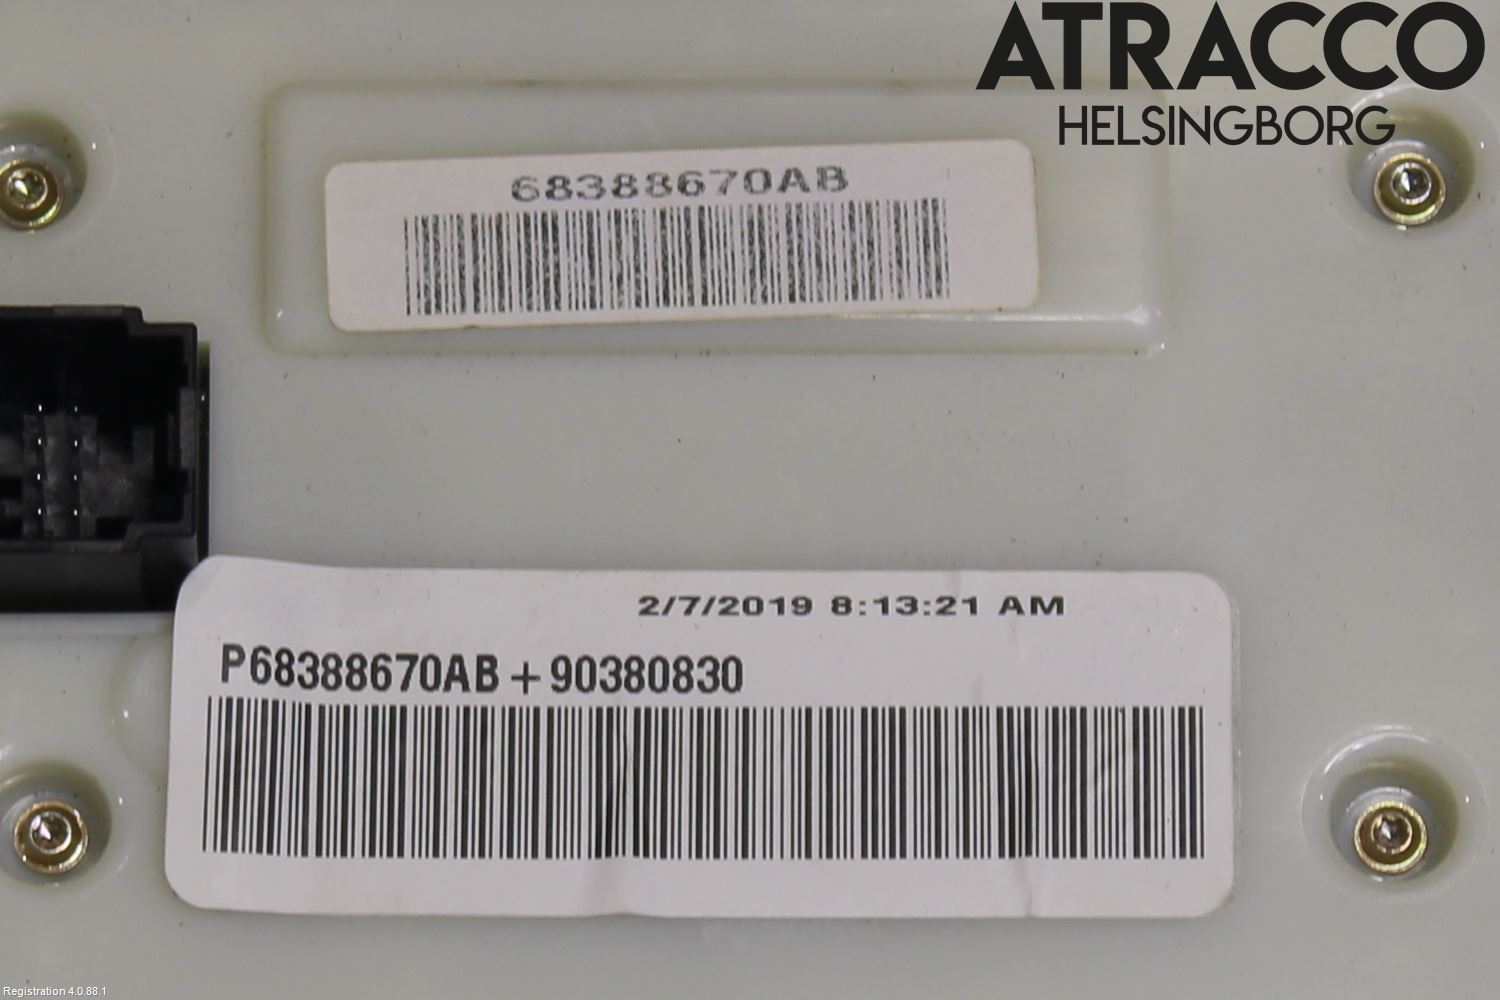 ATRACCO
HELSINGBORG
68388670AB
2/7/2019 8:13:21 AM
P68388670AB+90380830
Registration 4.0.88.1